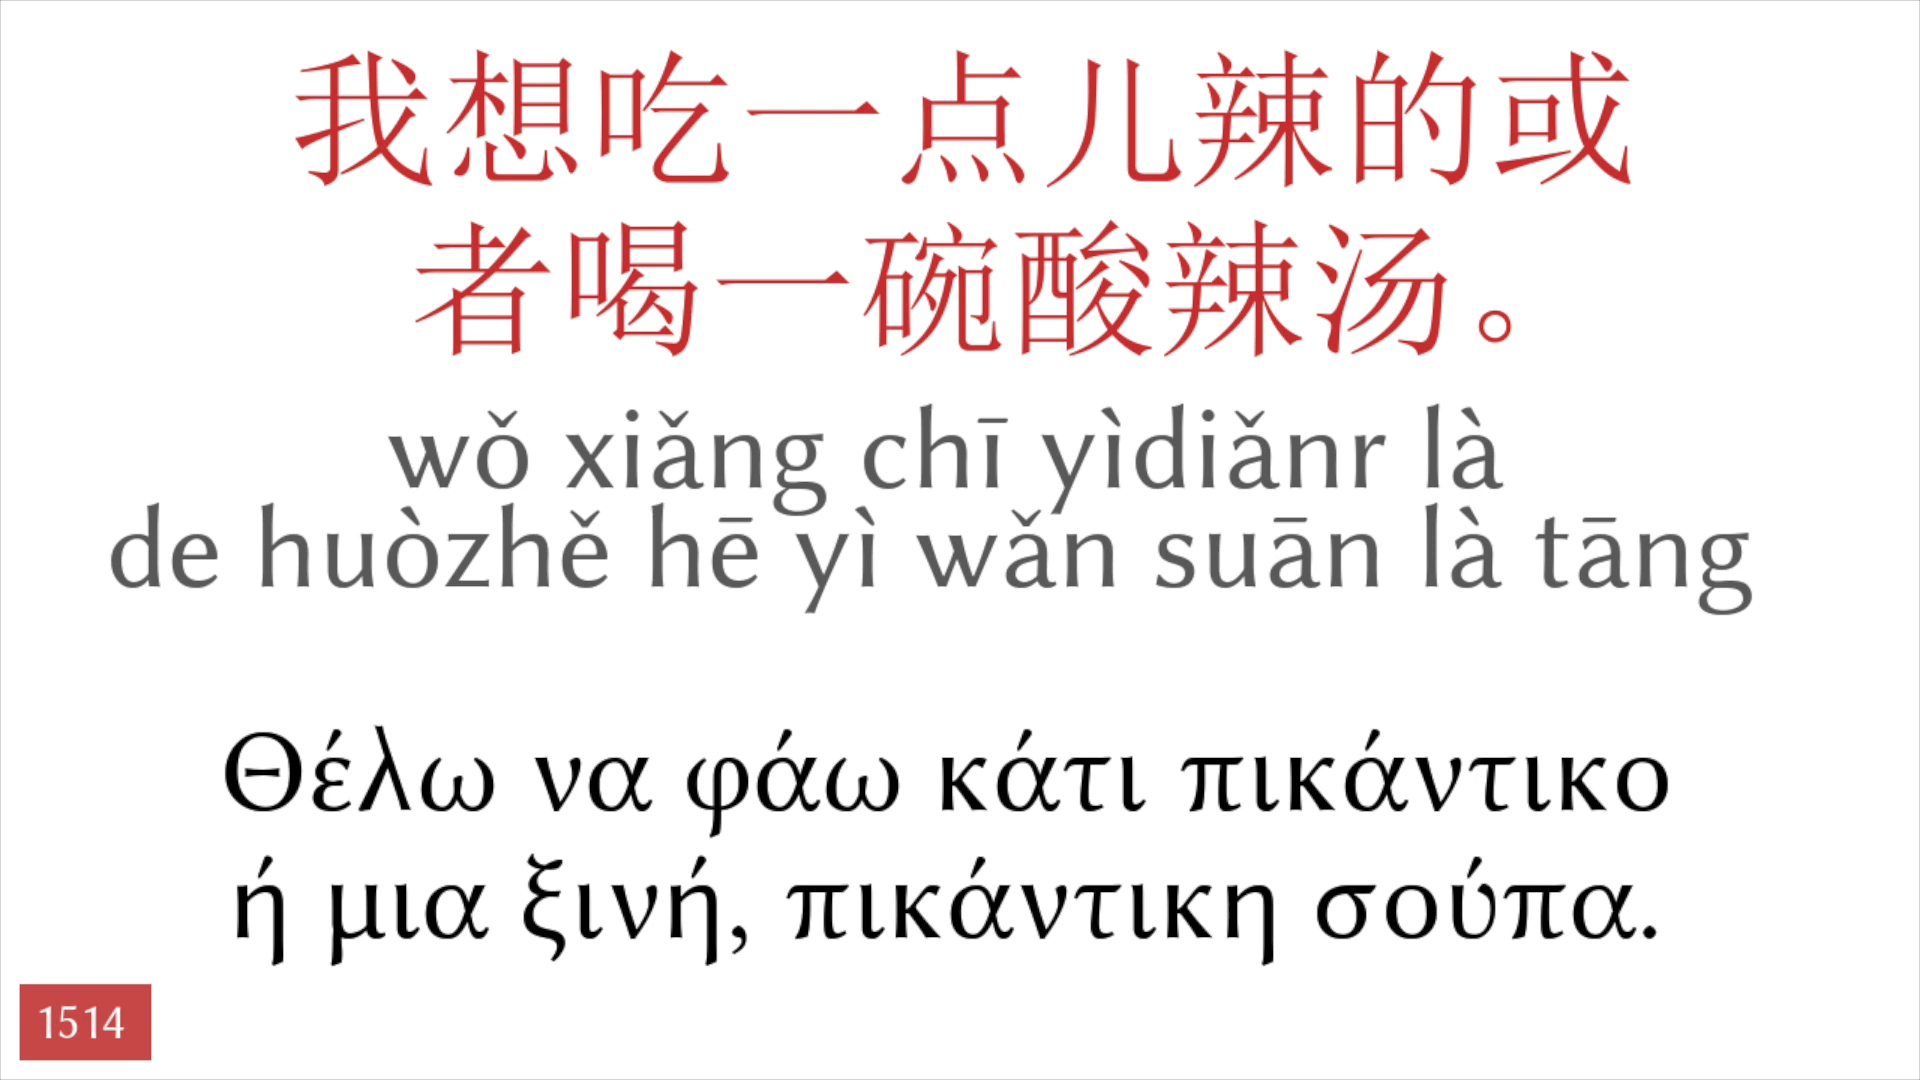 我想吃一点儿辣的或
者喝一碗酸辣汤。
wǒ xiǎng chī yìdiǎnr là
de huòzhě hē yì wǎn suān là tāng
Θέλω να φάω κάτι πικάντικο
ή μια ξινή, πικάντικη σούπα.
1514